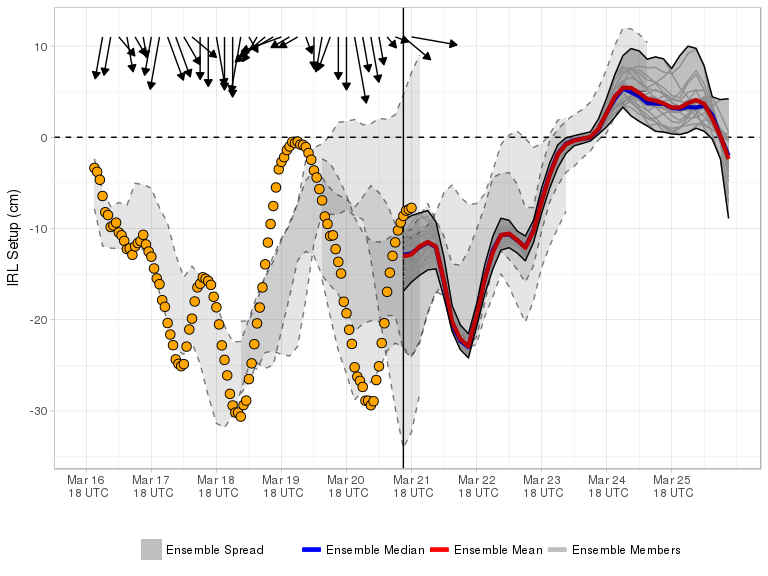 10
0
-10
-20
-30
IRL Setup (cm)
Mar 16 Mar 17 Mar 18 Mar 19 Mar 20 Mar 21 Mar 22 Mar 23 Mar 24 Mar 25
18 UTC 18 UTC 18 UTC 18 UTC 18 UTC 18 UTC 18 UTC 18 UTC 18 UTC 18 UTC
Ensemble Spread Ensemble Median Ensemble Mean Ensemble Members